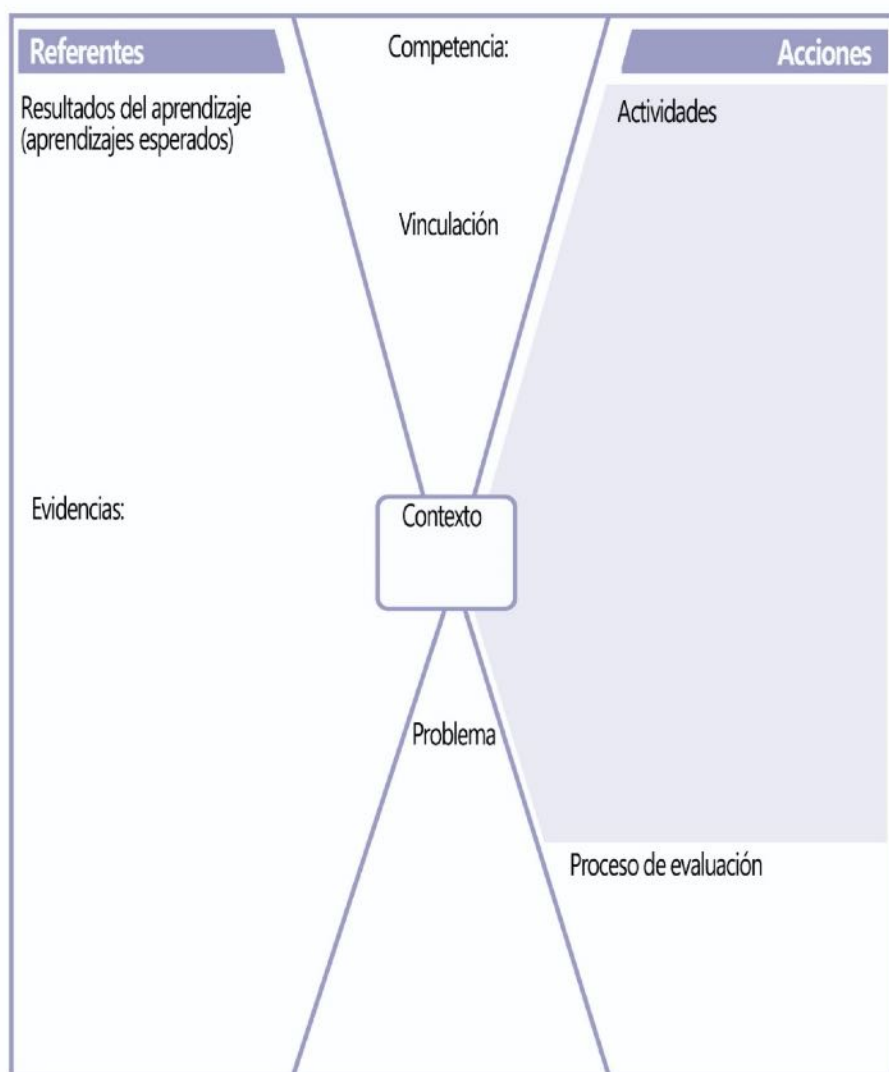 Referentes
Resultados del aprendizaje
(aprendizajes esperados)
Evidencias:
Competencia:
Vinculación
Contexto
Problema
Acciones
Actividades
Proceso de evaluación